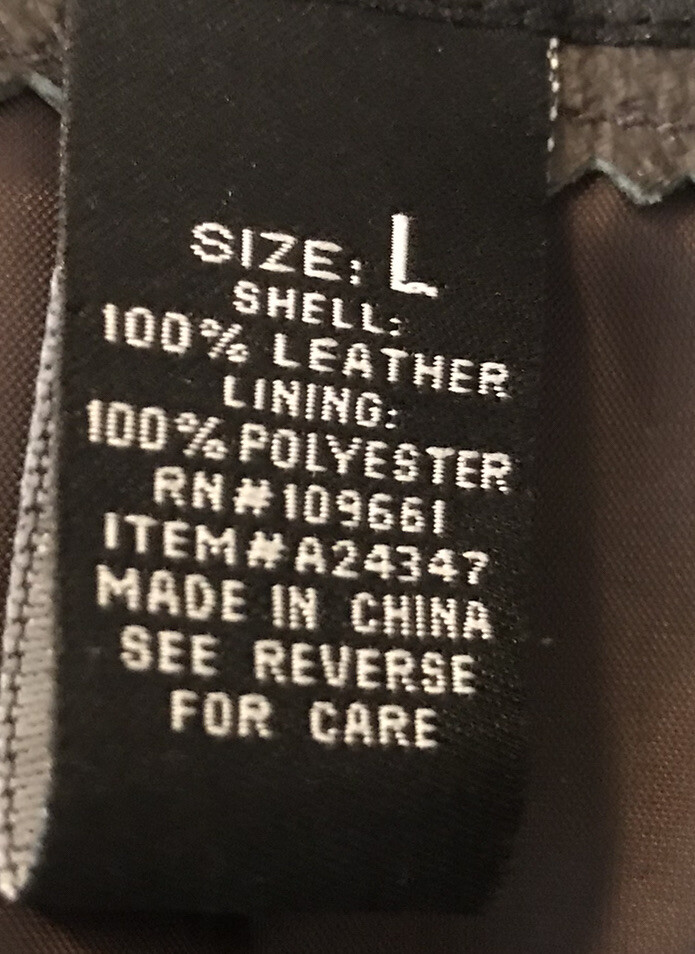 SIZE: L
SHELL:
100% LEATHER
LINING:
100% POLYESTER
RN#109661
ITEM#A24347
MADE IN CHINA
SEE REVERSE
FOR CARE